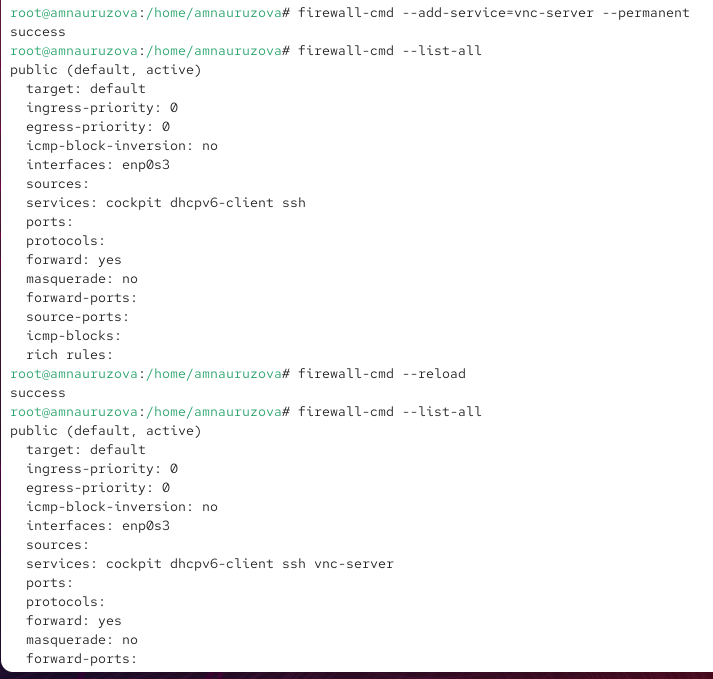 root@amnauruzova:/home/amnauruzova# firewall-cmd --add-service=vnc-server --permanent
success
root@amnauruzova:/home/amnauruzova# firewall-cmd --list-all
public (default, active)
  target: default
  ingress-priority: 0
  egress-priority: 0
  icmp-block-inversion: no
  interfaces: enp0s3
  sources:
  services: cockpit dhcpv6-client ssh
  ports:
  protocols:
  forward: yes
  masquerade: no
  forward-ports:
  source-ports:
  icmp-blocks:
  rich rules:
root@amnauruzova:/home/amnauruzova# firewall-cmd --reload
success
root@amnauruzova:/home/amnauruzova# firewall-cmd --list-all
public (default, active)
  target: default
  ingress-priority: 0
  egress-priority: 0
  icmp-block-inversion: no
  interfaces: enp0s3
  sources:
  services: cockpit dhcpv6-client ssh vnc-server
  ports:
  protocols:
  forward: yes
  masquerade: no
  forward-ports: